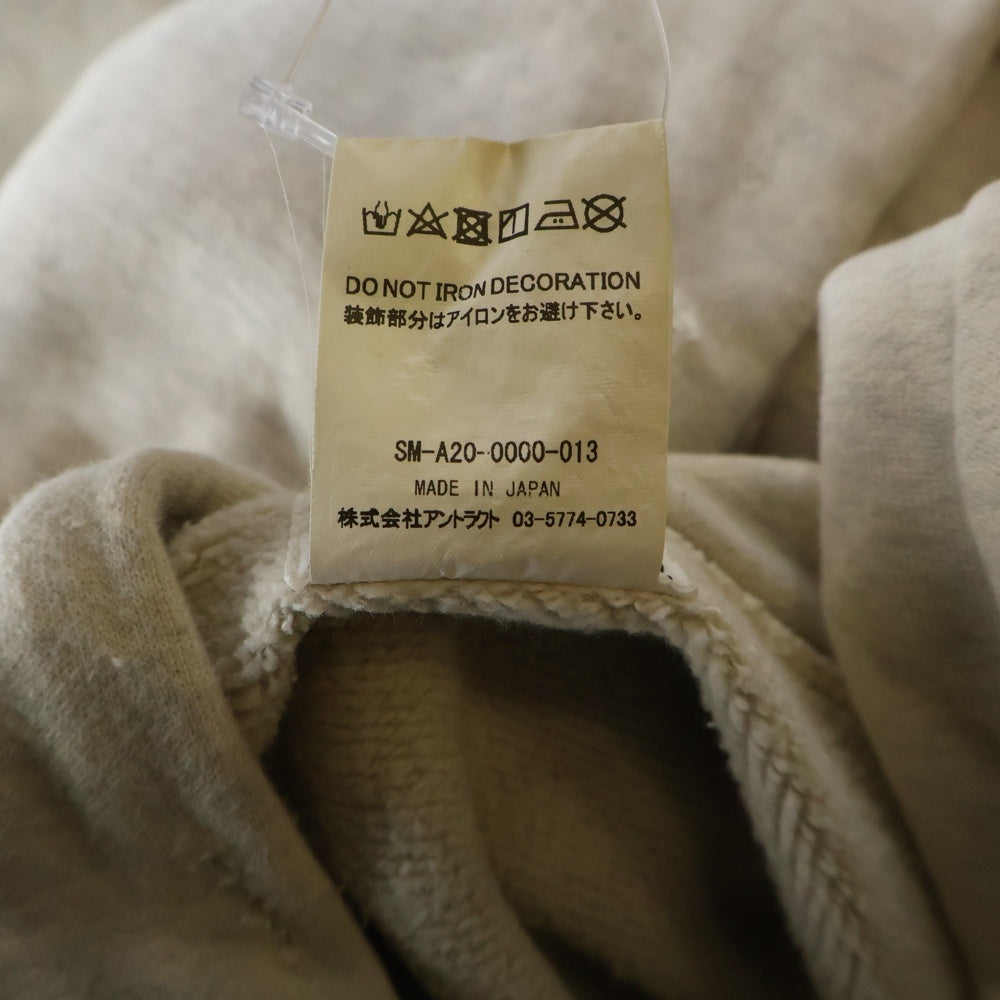 DO NOT IRON DECORATION
装飾部分はアイロンをお避け下さい。
SM-A20-0000-013
MADE IN JAPAN
株式会社アントラクト 03-5774-0733